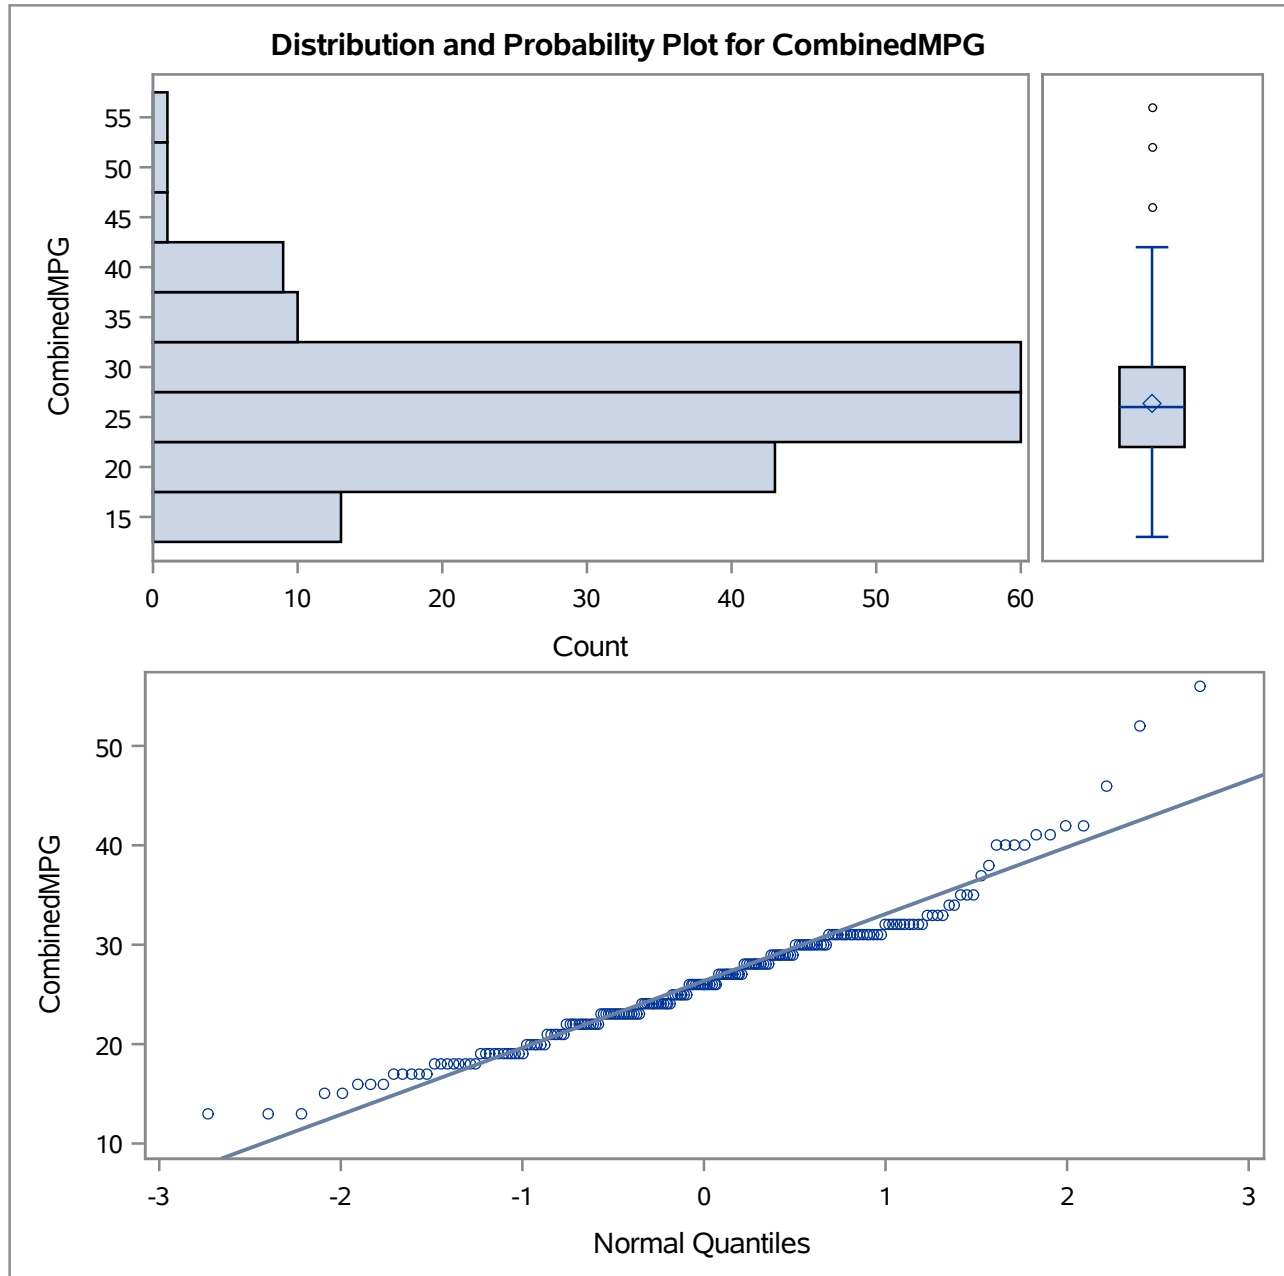 Distribution and Probability Plot for CombinedMPG
CombinedMPG
55
50
45
40
35
30
25
20
15
0 10 20 30 40 50 60
Count
CombinedMPG
50
40
30
20
10
-3 -2 -1 0 1 2 3
Normal Quantiles